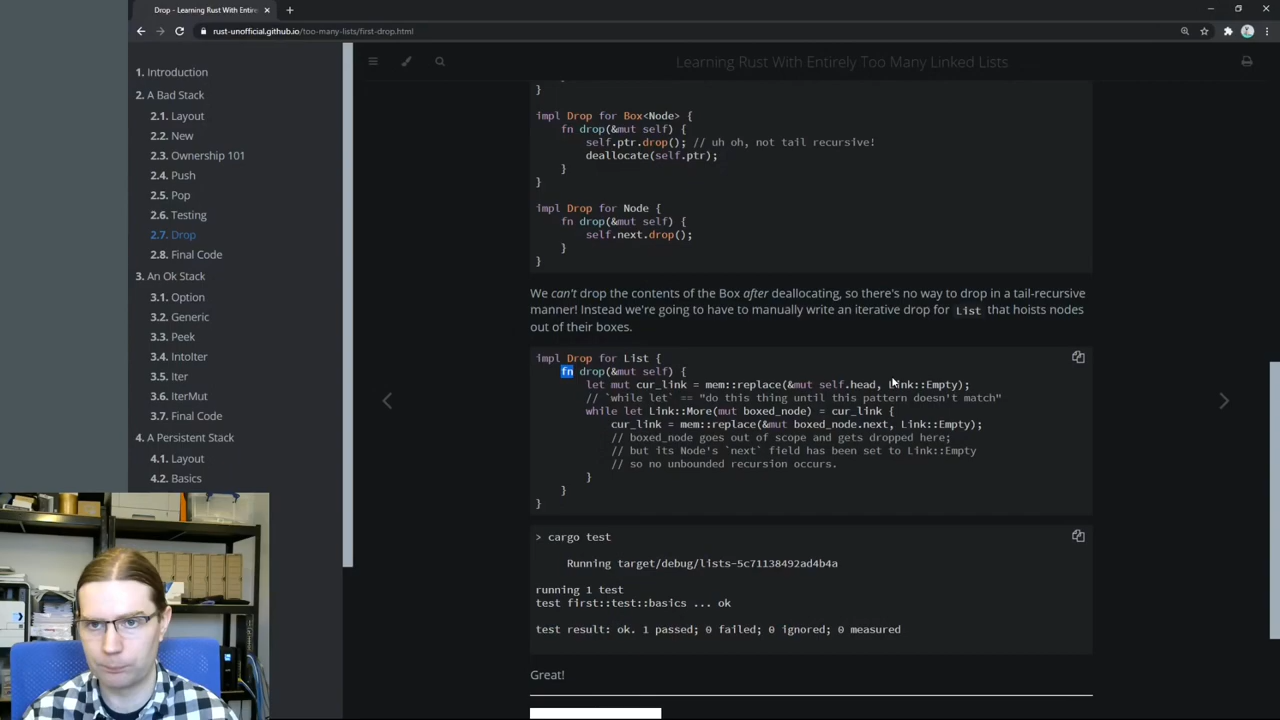 Drop - Learning Rust With Entire
rust-unofficial.github.io/too-many-lists/first-drop.html
1. Introduction
2. A Bad Stack
2.1. Layout
2.2. New
2.3. Ownership 101
2.4. Push
2.5. Pop
2.6. Testing
2.7. Drop
2.8. Final Code
3. An Ok Stack
3.1. Option
3.2. Generic
3.3. Peek
3.4. IntoIter
3.5. Iter
3.6. IterMut
3.7. Final Code
4. A Persistent Stack
4.1. Layout
4.2. Basics
Learning Rust With Entirely Too Many Linked Lists
}
impl Drop for Box<Node> {
fn drop(&mut self) {
self.ptr.drop(); // uh oh, not tail recursive!
deallocate(self.ptr);
}
}
impl Drop for Node {
fn drop(&mut self) {
self.next.drop();
}
}
We can't drop the contents of the Box after deallocating, so there's no way to drop in a tail-recursive
manner! Instead we're going to have to manually write an iterative drop for List that hoists nodes
out of their boxes.
impl Drop for List {
fn drop(&mut self) {
let mut cur_link = mem::replace(&mut self.head, Link::Empty);
// `while let` == "do this thing until this pattern doesn't match"
while let Link::More(mut boxed_node) = cur_link {
cur_link = mem::replace(&mut boxed_node.next, Link::Empty);
// boxed_node goes out of scope and gets dropped here;
// but its Node's `next` field has been set to Link::Empty
// so no unbounded recursion occurs.
}
}
}
> cargo test
Running target/debug/lists-5c71138492ad4b4a
running 1 test
test first::test::basics ... ok
test result: ok. 1 passed; 0 failed; 0 ignored; 0 measured
Great!